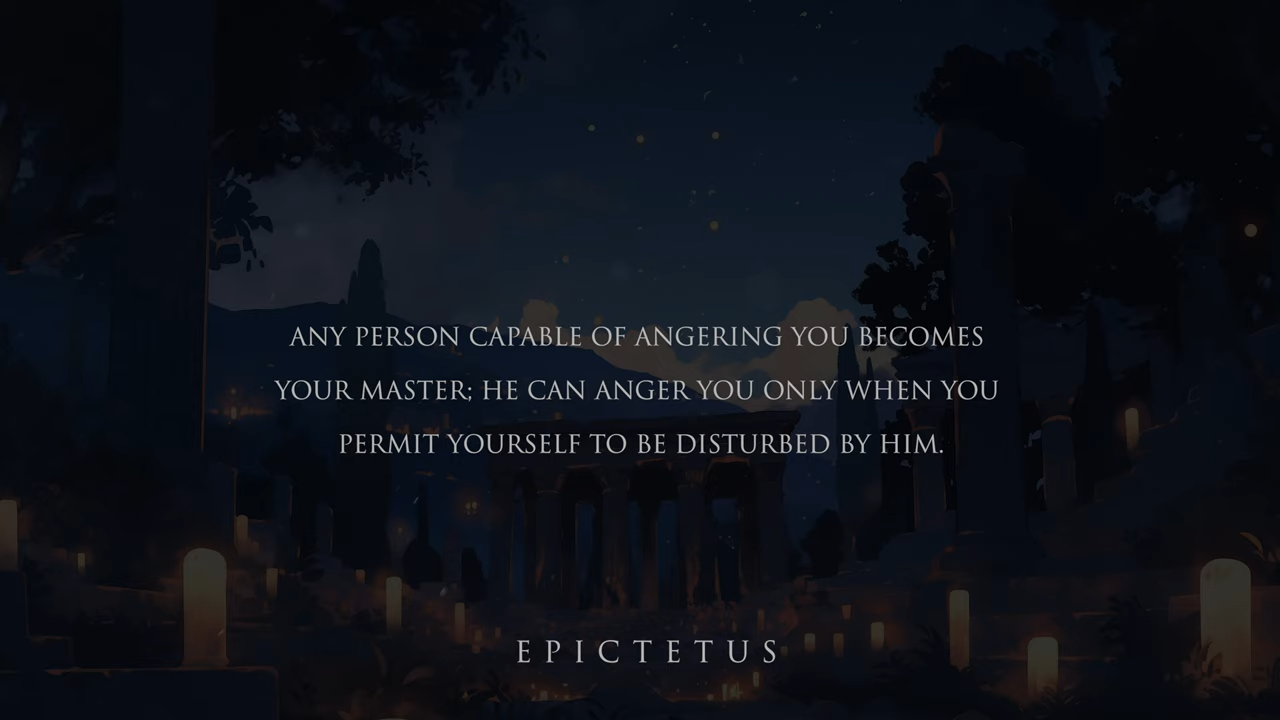 ANY PERSON CAPABLE OF ANGERING YOU BECOMES
YOUR MASTER; HE CAN ANGER YOU ONLY WHEN YOU
PERMIT YOURSELF TO BE DISTURBED BY HIM.
EPICTETUS